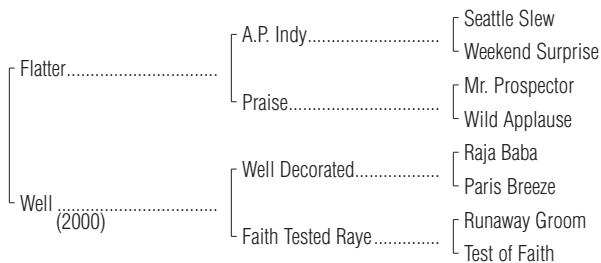 Seattle Slew
A.P. Indy
Weekend Surprise
Flatter
Mr. Prospector
Praise
Wild Applause
Raja Baba
Well Decorated
Paris Breeze
Well
(2000)
Runaway Groom
Faith Tested Raye
Test of Faith